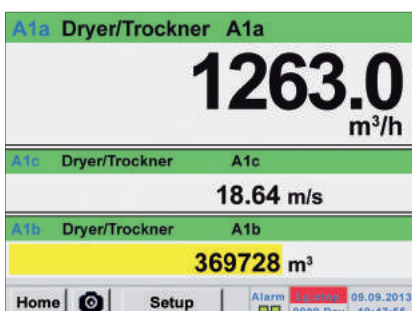 A1a Dryer/Trockner A1a
1263.0
m³/h
A1c Dryer/Trockner A1c
18.64 m/s
A1b Dryer/Trockner A1b
369728 m³
Home Setup Alarm 09.09.2013